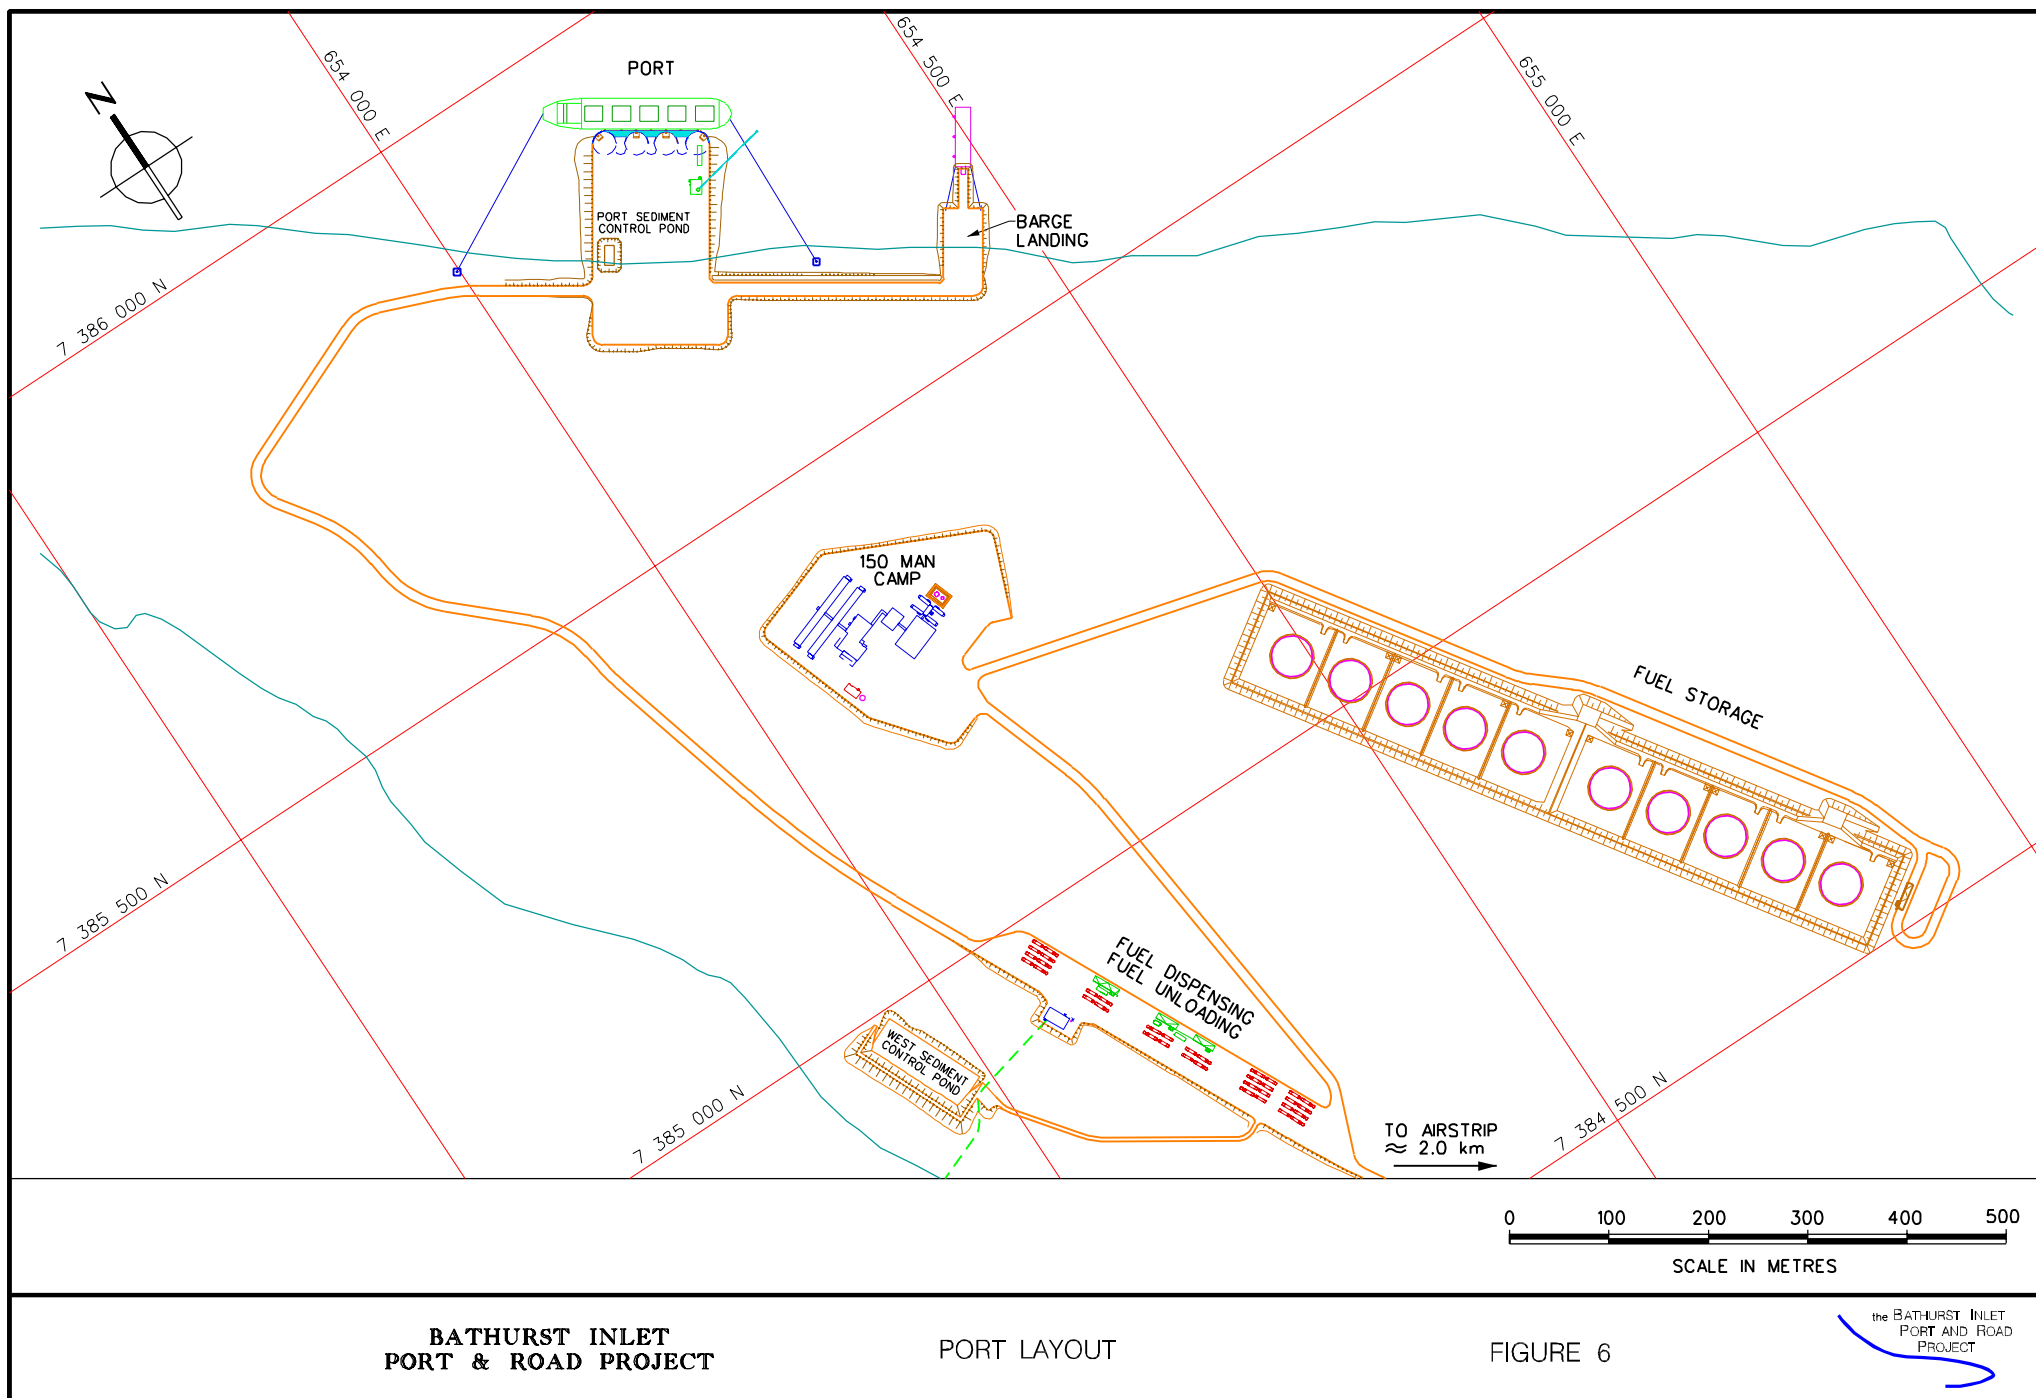 N
PORT
654 000 E
654 500 E
655 000 E
PORT SEDIMENT
CONTROL POND
BARGE
LANDING
7 386 000 N
150 MAN
CAMP
FUEL STORAGE
7 385 500 N
FUEL DISPENSING
FUEL UNLOADING
WEST SEDIMENT
CONTROL POND
7 385 000 N
7 384 500 N
TO AIRSTRIP
≈ 2.0 km
0 100 200 300 400 500
SCALE IN METRES
BATHURST INLET
PORT & ROAD PROJECT
PORT LAYOUT
FIGURE 6
the BATHURST INLET
PORT AND ROAD
PROJECT